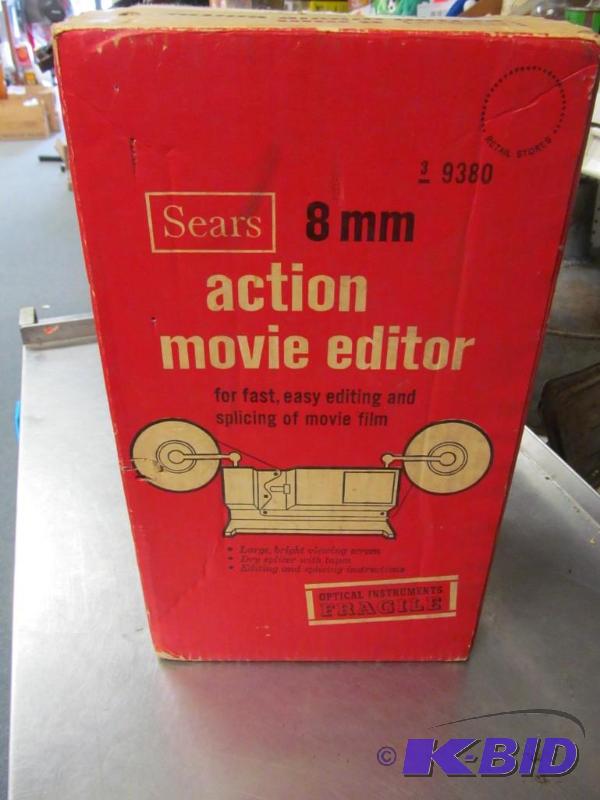 RETAIL STORES
3 9380
Sears 8 mm
action
movie editor
for fast, easy editing and
splicing of movie film
• Large, bright viewing screen
• Dry splicer with tapes
• Editing and splicing instructions
OPTICAL INSTRUMENTS
FRAGILE
© K-BID